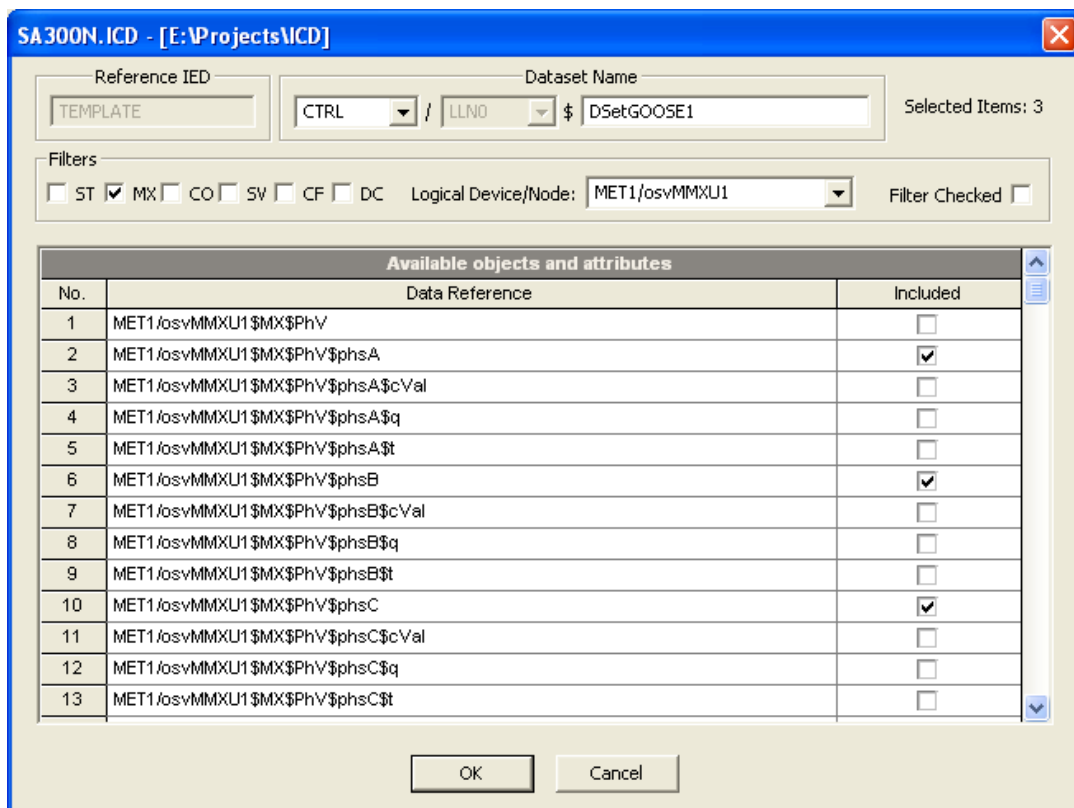 SA300N.ICD - [E:\Projects\ICD]
Reference IED
Dataset Name
TEMPLATE
CTRL / LLN0 $ DSetGOOSE1
Selected Items: 3
Filters
ST MX CO SV CF DC Logical Device/Node: MET1/osvMMXU1 Filter Checked
Available objects and attributes
No. Data Reference Included
1 MET1/osvMMXU1$MX$PhV
2 MET1/osvMMXU1$MX$PhV$phsA
3 MET1/osvMMXU1$MX$PhV$phsA$cVal
4 MET1/osvMMXU1$MX$PhV$phsA$q
5 MET1/osvMMXU1$MX$PhV$phsA$t
6 MET1/osvMMXU1$MX$PhV$phsB
7 MET1/osvMMXU1$MX$PhV$phsB$cVal
8 MET1/osvMMXU1$MX$PhV$phsB$q
9 MET1/osvMMXU1$MX$PhV$phsB$t
10 MET1/osvMMXU1$MX$PhV$phsC
11 MET1/osvMMXU1$MX$PhV$phsC$cVal
12 MET1/osvMMXU1$MX$PhV$phsC$q
13 MET1/osvMMXU1$MX$PhV$phsC$t
OK Cancel